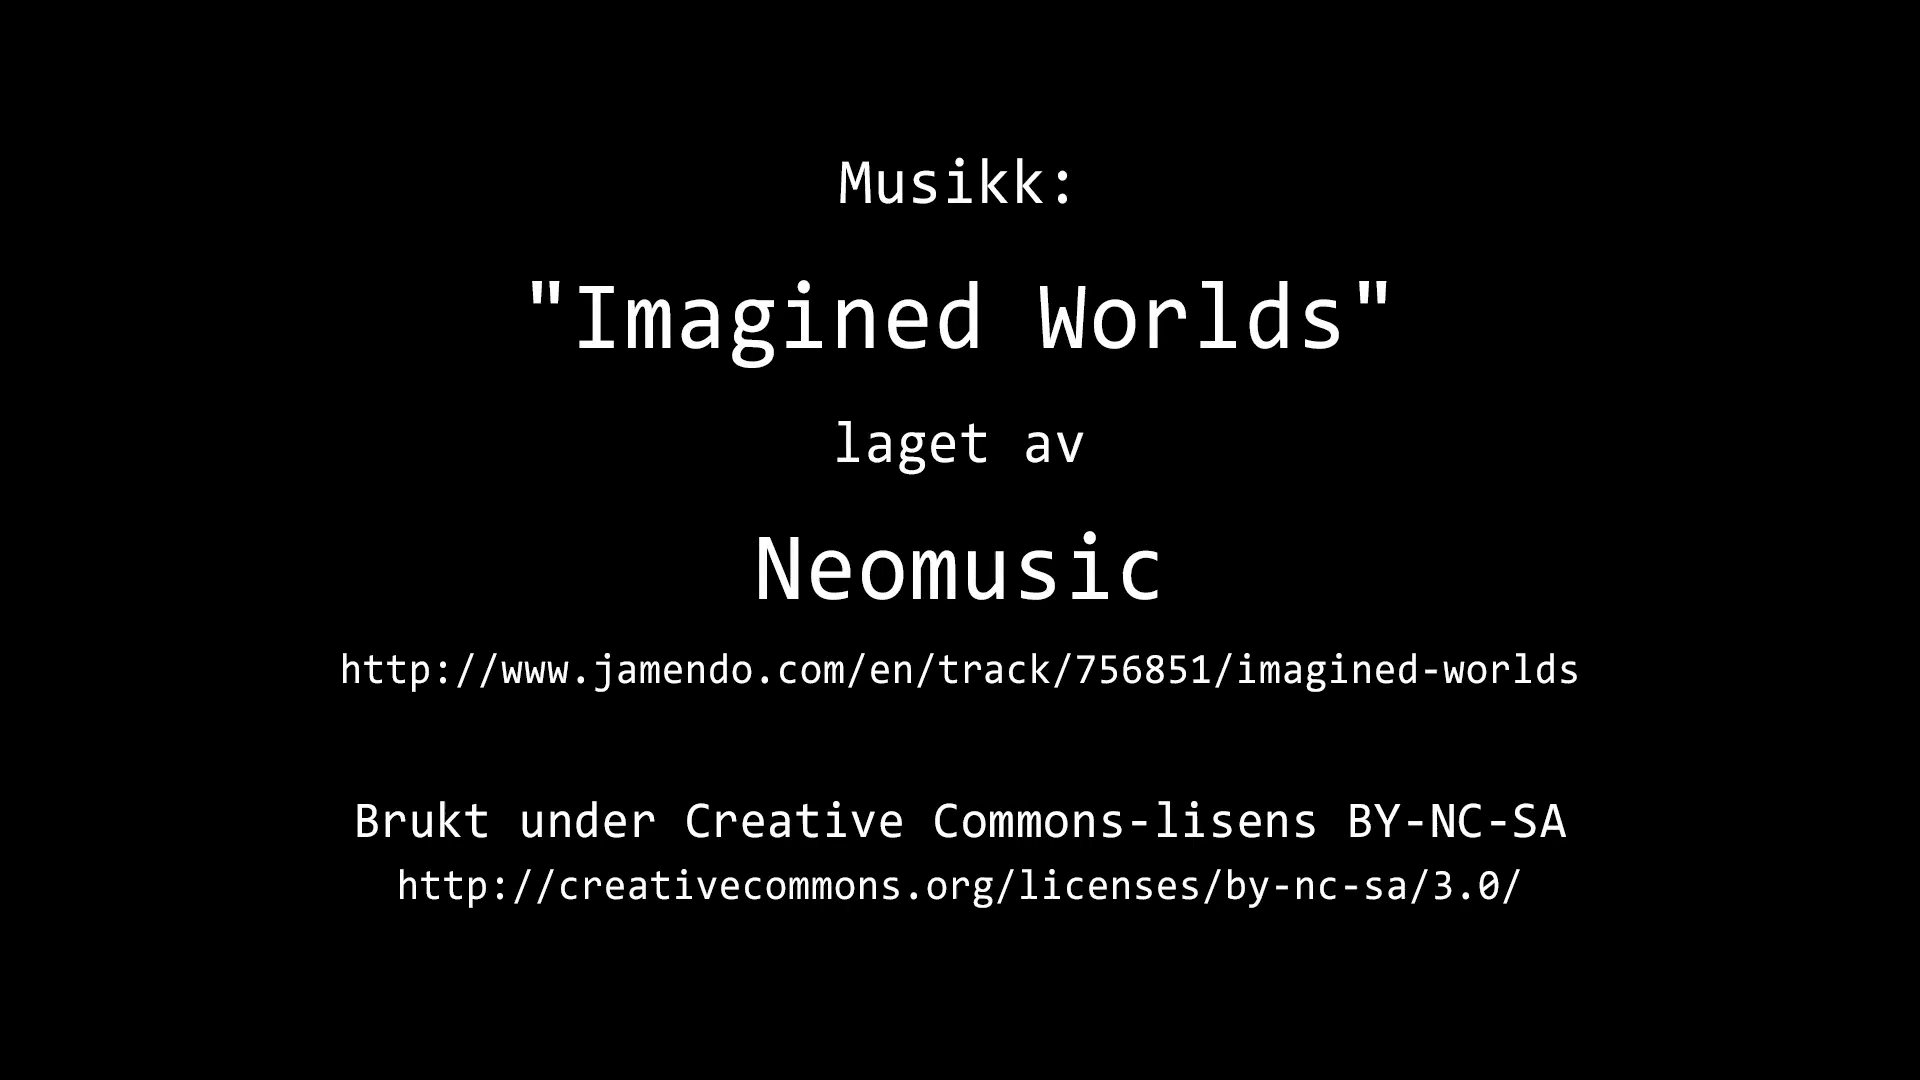 Musikk:
"Imagined Worlds"
laget av
Neomusic
http://www.jamendo.com/en/track/756851/imagined-worlds
Brukt under Creative Commons-lisens BY-NC-SA
http://creativecommons.org/licenses/by-nc-sa/3.0/